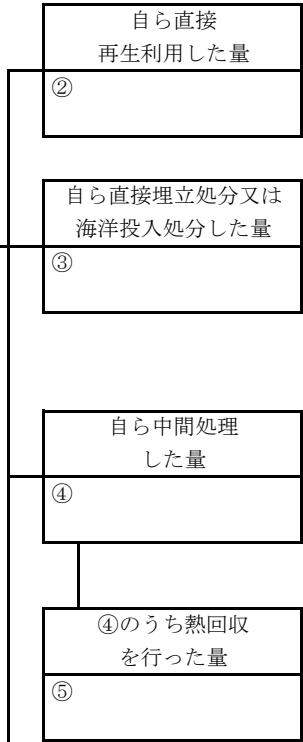 自ら直接
再生利用した量
②
自ら直接埋立処分又は
海洋投入処分した量
③
自ら中間処理
した量
④
④のうち熱回収
を行った量
⑤